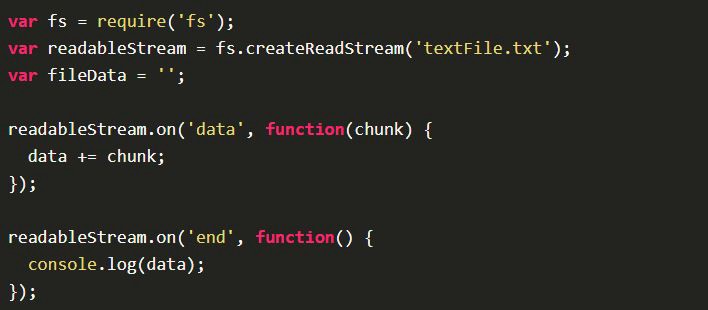 var fs = require('fs');
var readableStream = fs.createReadStream('textFile.txt');
var fileData = '';

readableStream.on('data', function(chunk) {
  data += chunk;
});

readableStream.on('end', function() {
  console.log(data);
});